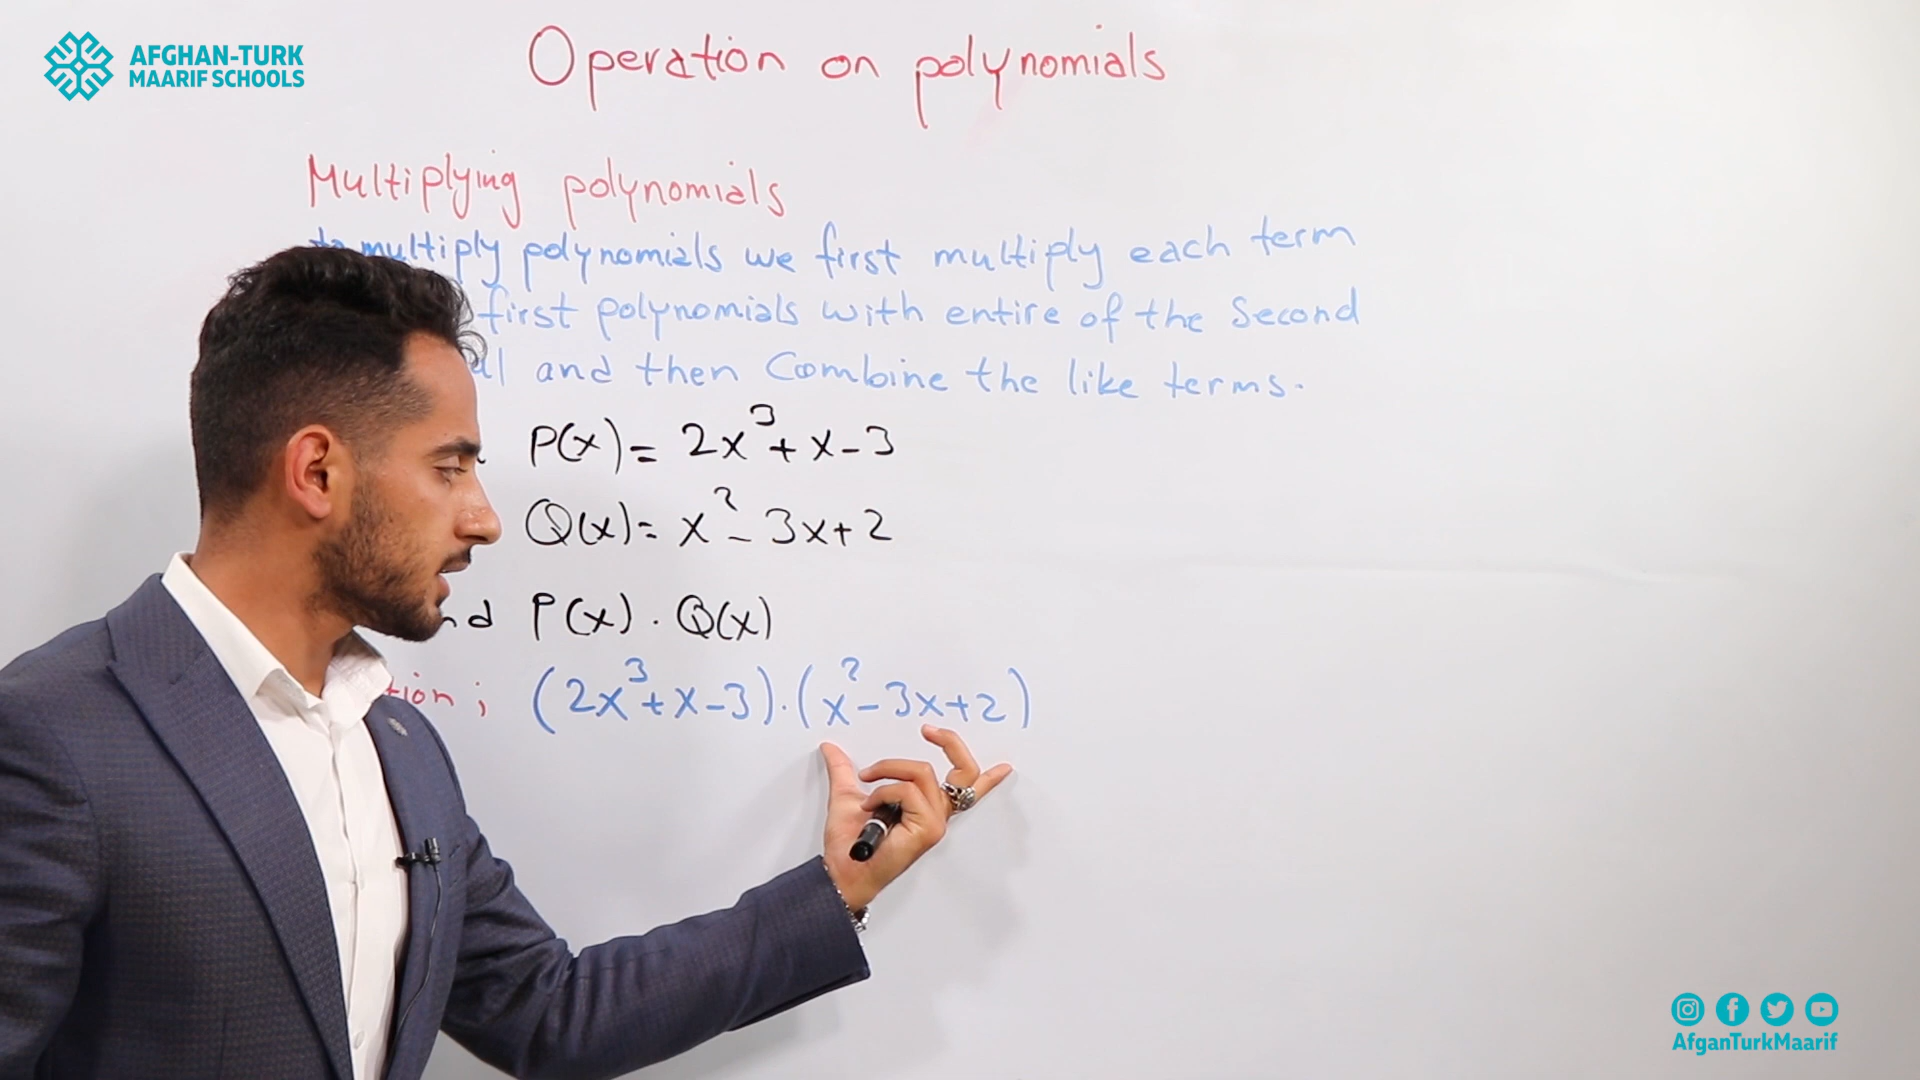 AFGHAN-TURK
MAARIF SCHOOLS
Operation on polynomials
Multiplying polynomials
to multiply polynomials we first multiply each term
first polynomials with entire of the Second
and then Combine the like terms.
P(x) = 2x³ + x - 3
Q(x) = x² - 3x + 2
P(x) . Q(x)
(2x³ + x - 3) . (x² - 3x + 2)
AfganTurkMaarif